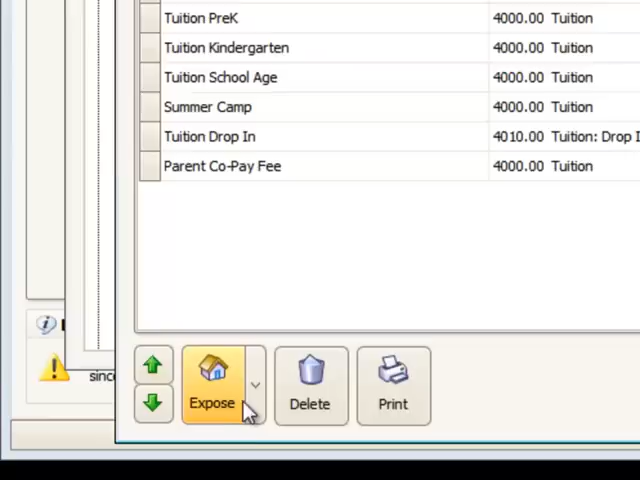 Tuition PreK 4000.00 Tuition
Tuition Kindergarten 4000.00 Tuition
Tuition School Age 4000.00 Tuition
Summer Camp 4000.00 Tuition
Tuition Drop In 4010.00 Tuition: Drop I
Parent Co-Pay Fee 4000.00 Tuition
sinc
Expose Delete Print